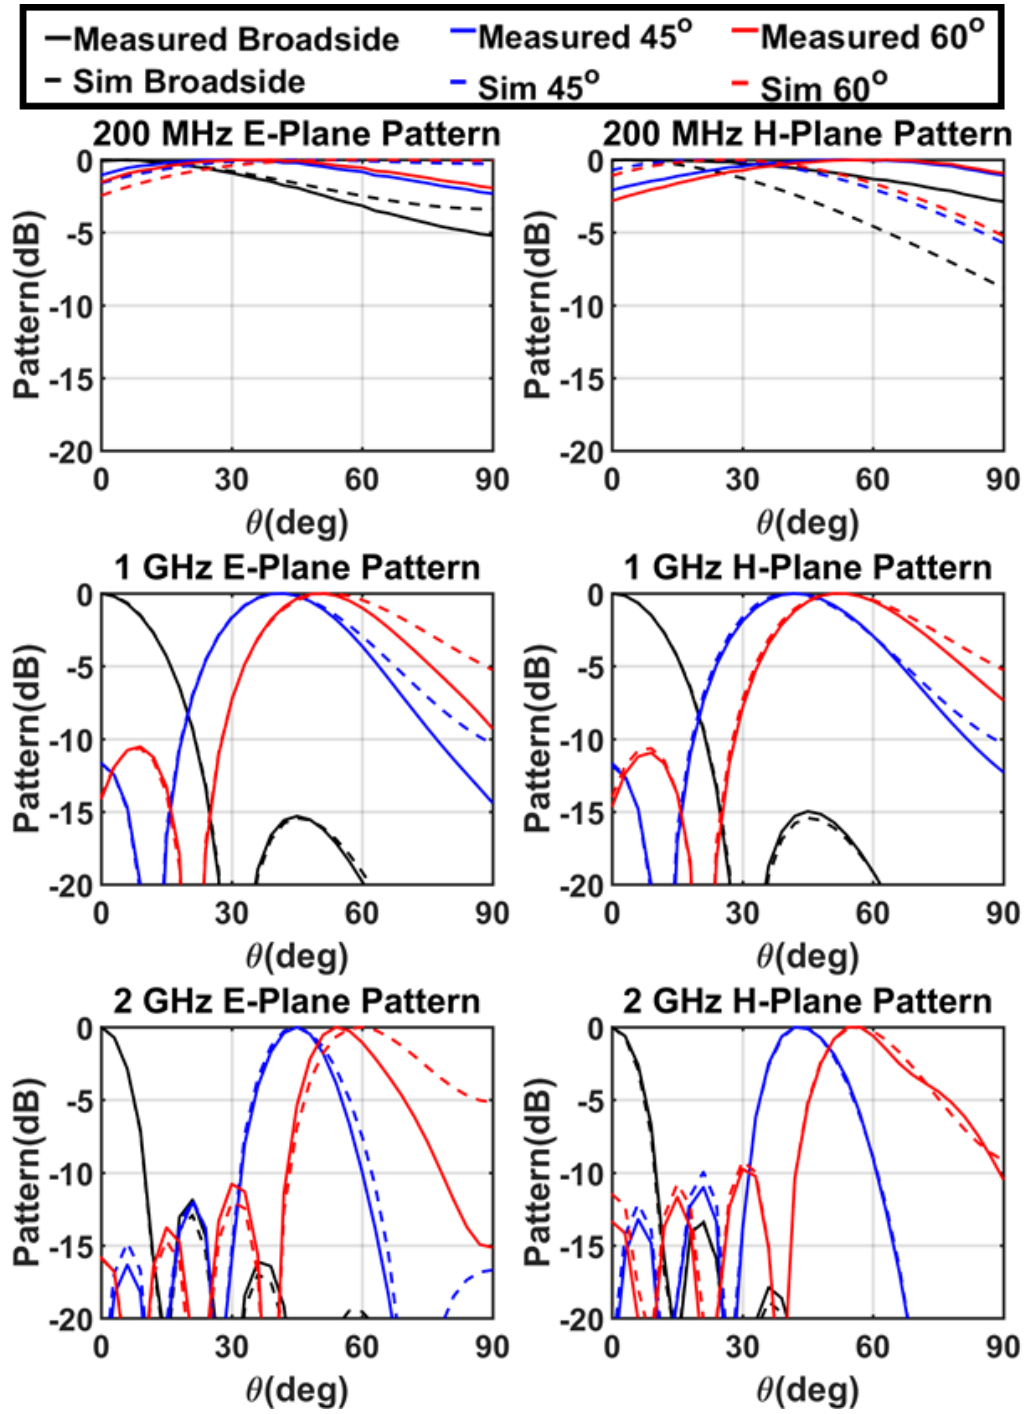 Measured Broadside Measured 45° Measured 60°
Sim Broadside Sim 45° Sim 60°
200 MHz E-Plane Pattern 200 MHz H-Plane Pattern
Pattern(dB) Pattern(dB)
0 0
-5 -5
-10 -10
-15 -15
-20 -20
0 30 60 90 0 30 60 90
θ(deg) θ(deg)
1 GHz E-Plane Pattern 1 GHz H-Plane Pattern
Pattern(dB) Pattern(dB)
0 0
-5 -5
-10 -10
-15 -15
-20 -20
0 30 60 90 0 30 60 90
θ(deg) θ(deg)
2 GHz E-Plane Pattern 2 GHz H-Plane Pattern
Pattern(dB) Pattern(dB)
0 0
-5 -5
-10 -10
-15 -15
-20 -20
0 30 60 90 0 30 60 90
θ(deg) θ(deg)